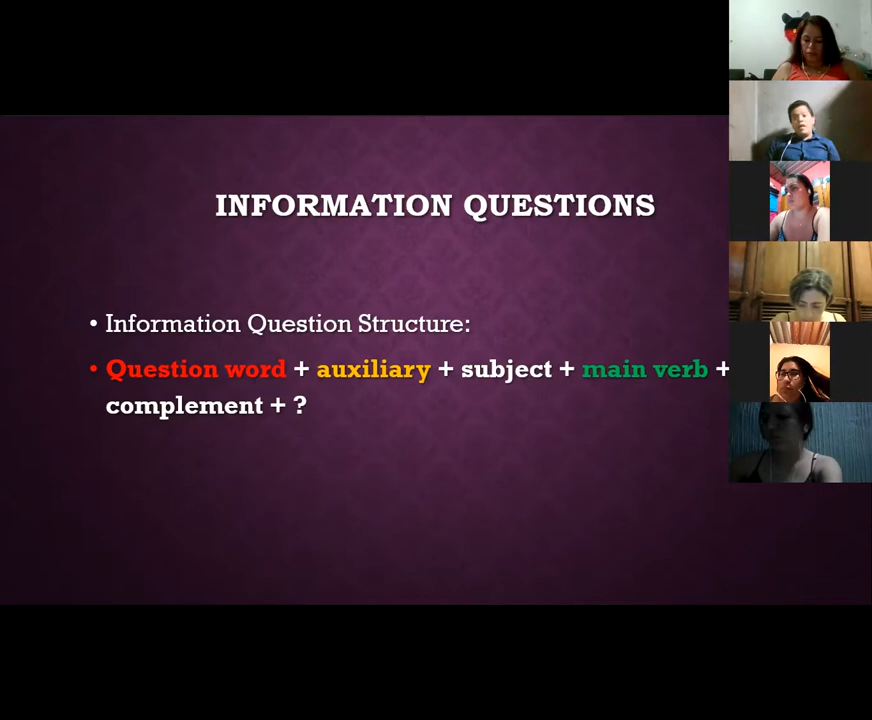 INFORMATION QUESTIONS
• Information Question Structure:
• Question word + auxiliary + subject + main verb +
complement + ?